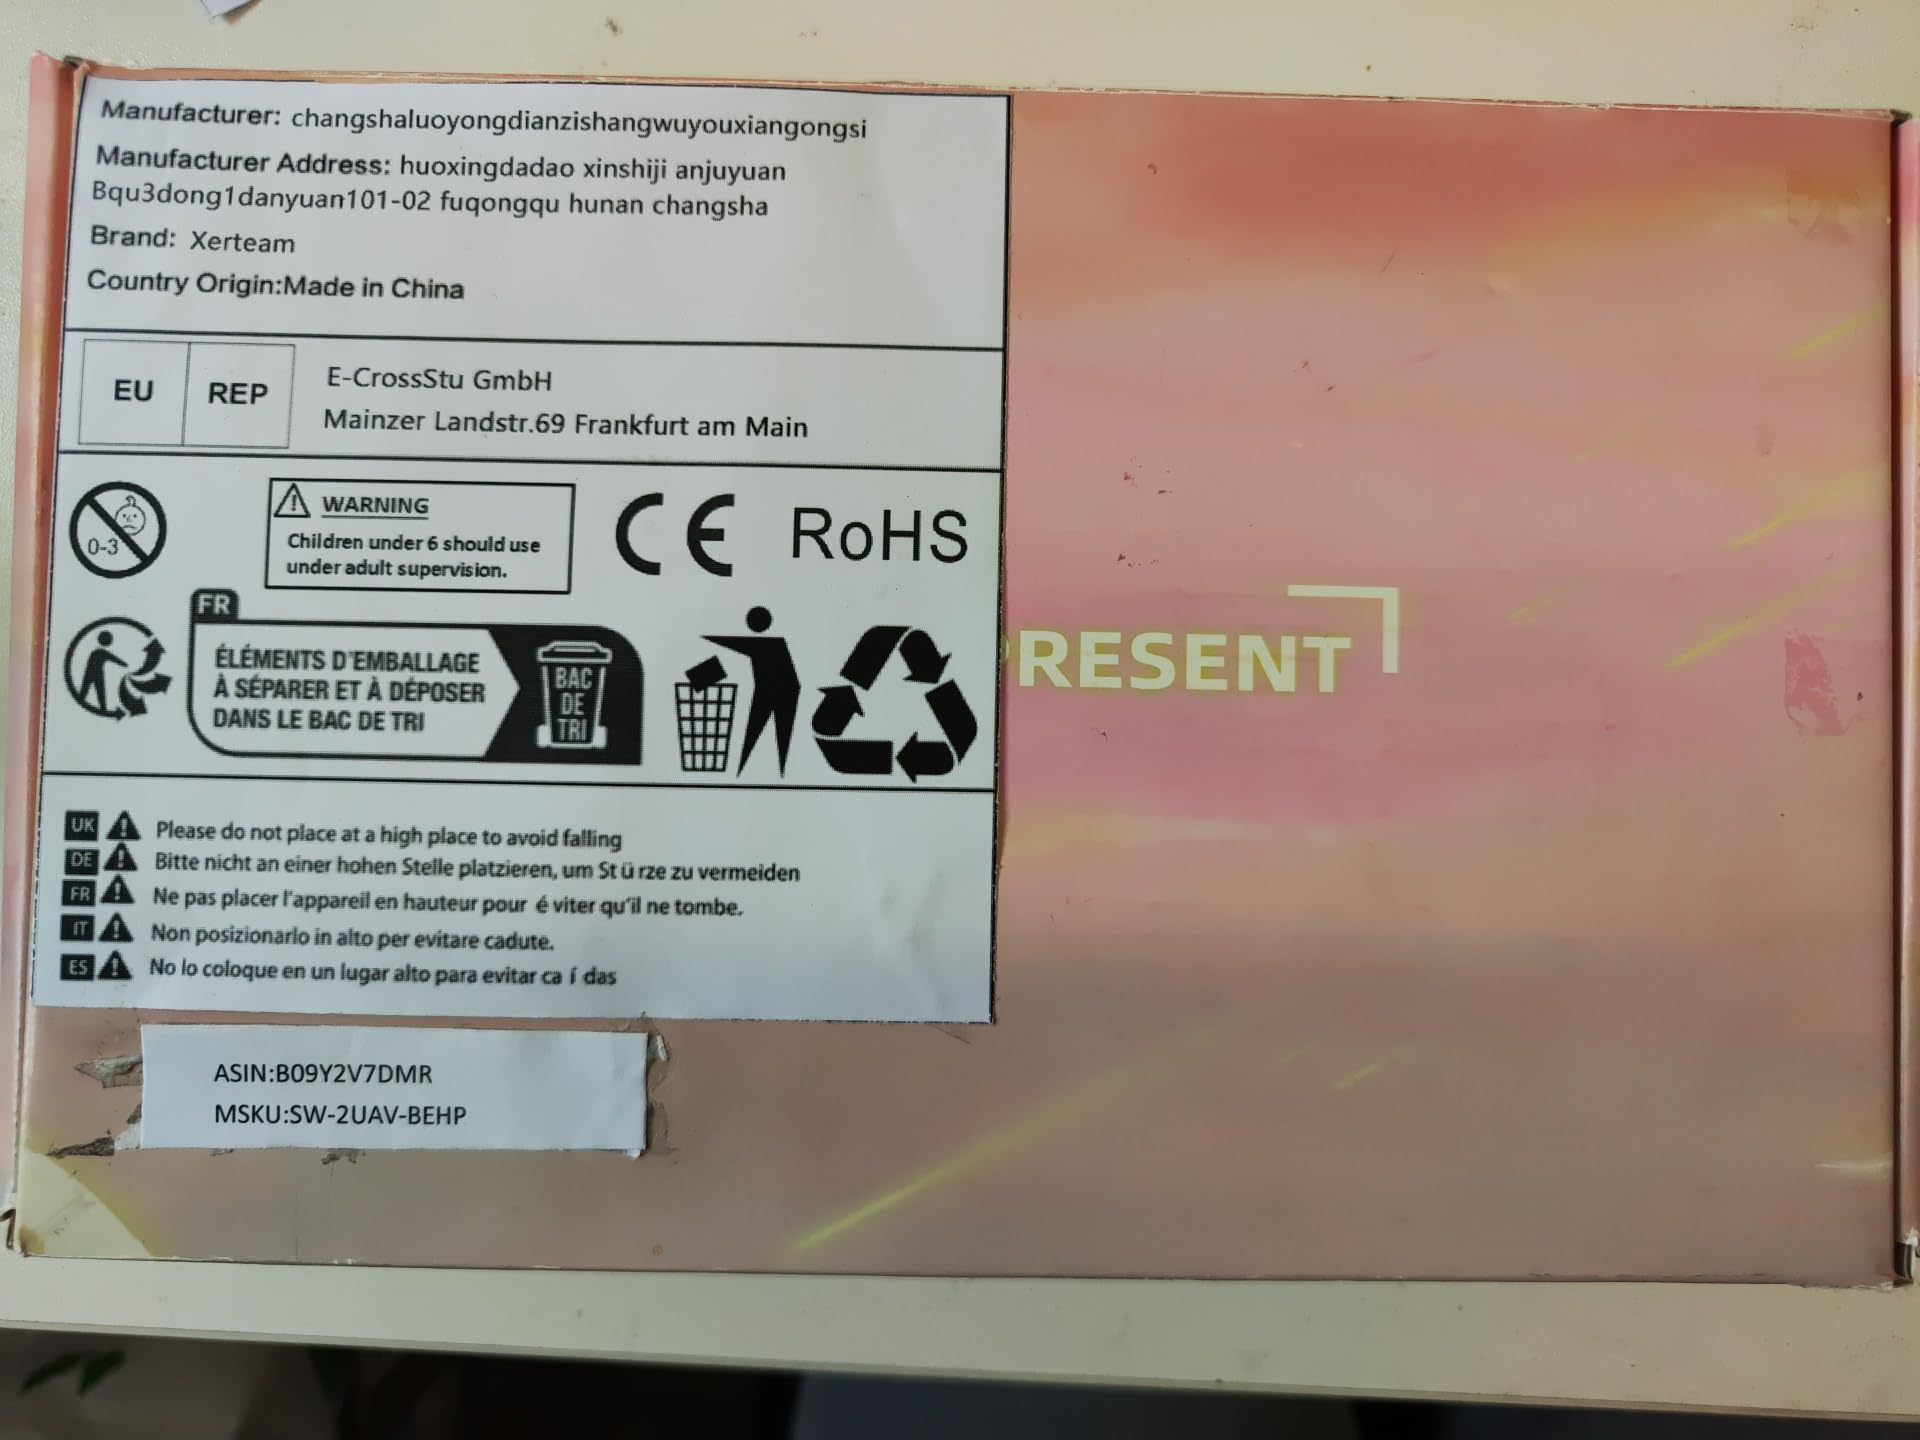 Manufacturer: changshaluoyongdianzishangwuyouxiangongsi
Manufacturer Address: huoxingdadao xinshiji anjuyuan
Bqu3dong1danyuan101-02 fuqongqu hunan changsha
Brand: Xerteam
Country Origin:Made in China
EU REP
E-CrossStu GmbH
Mainzer Landstr.69 Frankfurt am Main
0-3
WARNING
Children under 6 should use
under adult supervision.
CE RoHS
FR
ÉLÉMENTS D'EMBALLAGE
À SÉPARER ET À DÉPOSER
DANS LE BAC DE TRI
BAC
DE
TRI
PRESENT
UK Please do not place at a high place to avoid falling
DE Bitte nicht an einer hohen Stelle platzieren, um St ü rze zu vermeiden
FR Ne pas placer l'appareil en hauteur pour é viter qu'il ne tombe.
IT Non posizionarlo in alto per evitare cadute.
ES No lo coloque en un lugar alto para evitar ca í das
ASIN:B09Y2V7DMR
MSKU:SW-2UAV-BEHP